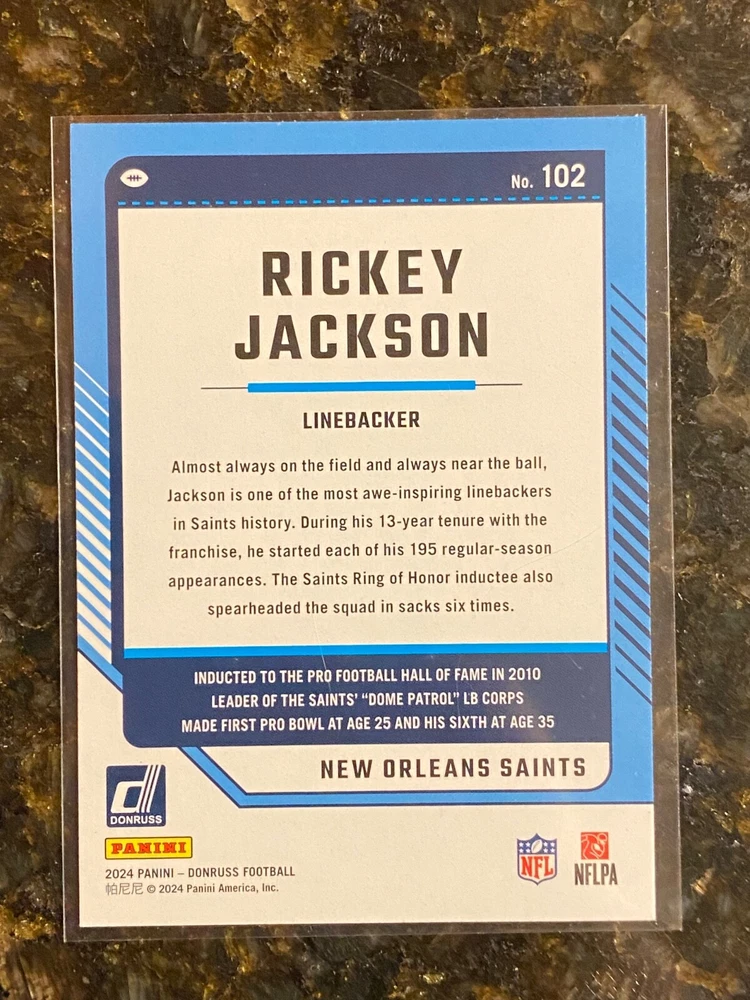 No. 102
RICKEY
JACKSON
LINEBACKER
Almost always on the field and always near the ball,
Jackson is one of the most awe-inspiring linebackers
in Saints history. During his 13-year tenure with the
franchise, he started each of his 195 regular-season
appearances. The Saints Ring of Honor inductee also
spearheaded the squad in sacks six times.
INDUCTED TO THE PRO FOOTBALL HALL OF FAME IN 2010
LEADER OF THE SAINTS' “DOME PATROL” LB CORPS
MADE FIRST PRO BOWL AT AGE 25 AND HIS SIXTH AT AGE 35
NEW ORLEANS SAINTS
d
DONRUSS
PANINI
2024 PANINI – DONRUSS FOOTBALL
帕尼尼 © 2024 Panini America, Inc.
NFL
NFLPA